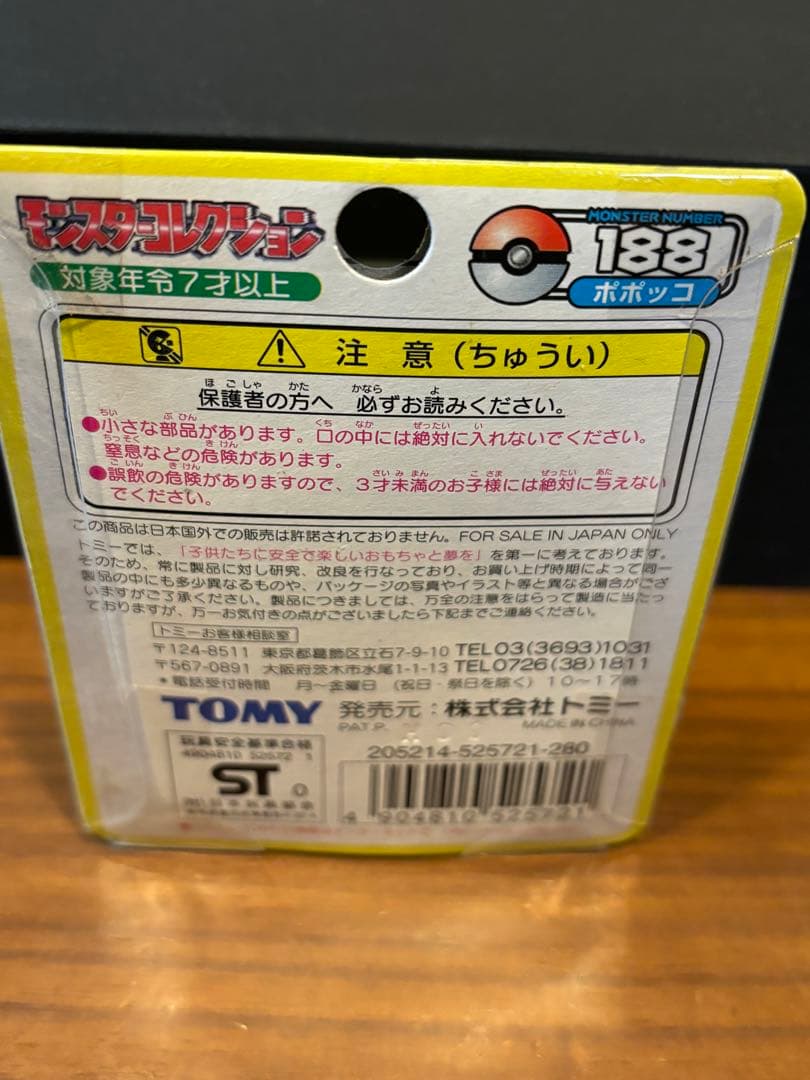 モンスターコレクション
対象年令7才以上
MONSTER NUMBER
188
ポポッコ
注 意 (ちゅうい)
保護者の方へ 必ずお読みください。
●小さな部品があります。口の中には絶対に入れないでください。
窒息などの危険があります。
●誤飲の危険がありますので、3才未満のお子様には絶対に与えない
でください。
この商品は日本国外での販売は許諾されておりません。FOR SALE IN JAPAN ONLY
トミーでは、「子供たちに安全で楽しいおもちゃと夢を」を第一に考えております。
そのため、常に製品に対し研究、改良を行なっており、お買い上げ時期によって同一
製品の中にも多少異なるものや、パッケージの写真やイラスト等と異なる場合がござ
いますがご了承ください。製品につきましては、万全の注意をはらって製造に当たっ
ておりますが、万一お気付きの点がございましたら下記までご連絡ください。
トミーお客様相談室
〒124-8511 東京都葛飾区立石7-9-10 TEL03(3693)1031
〒567-0891 大阪府茨木市水尾1-1-13 TEL0726(38)1811
*電話受付時間 月〜金曜日 (祝日・祭日を除く) 10〜17時
TOMY 発売元:株式会社トミー
PAT.P. MADE IN CHINA
玩具安全基準合格
4904810 52572 1
ST 0
205214-525721-280
4 904810 525721